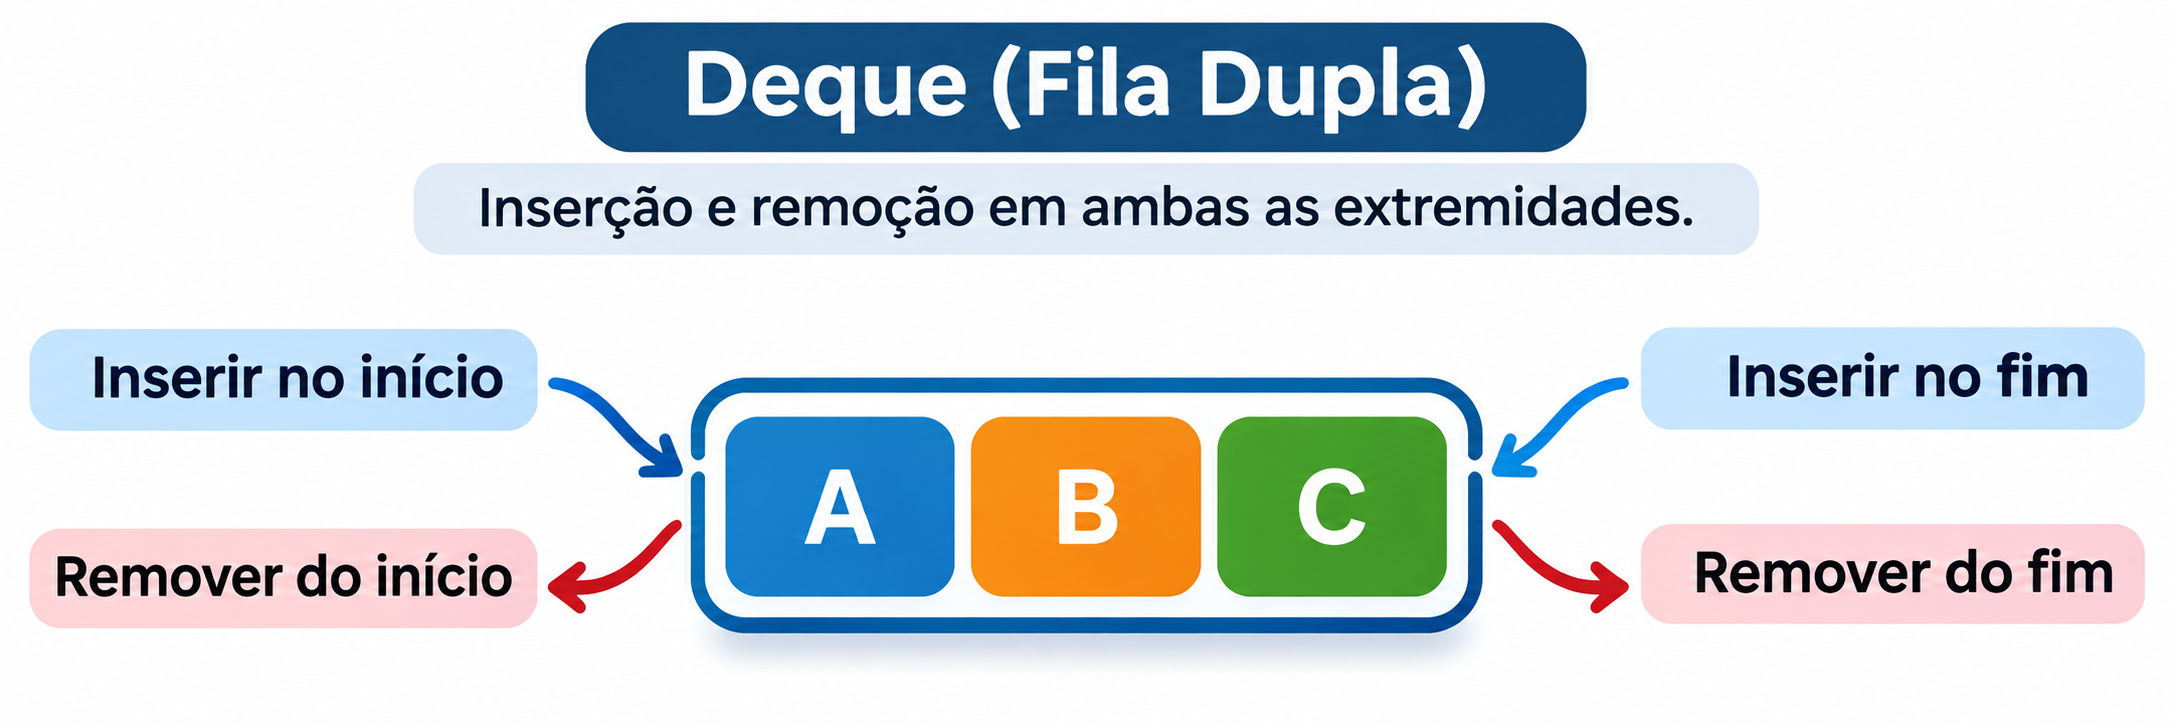 Deque (Fila Dupla)
Inserção e remoção em ambas as extremidades.
Inserir no início
Inserir no fim
A B C
Remover do início
Remover do fim